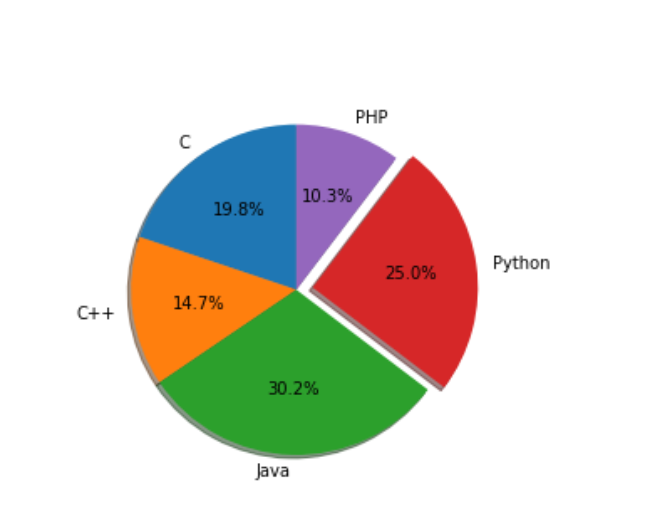 PHP
C
10.3%
19.8%
Python
25.0%
14.7%
C++
30.2%
Java